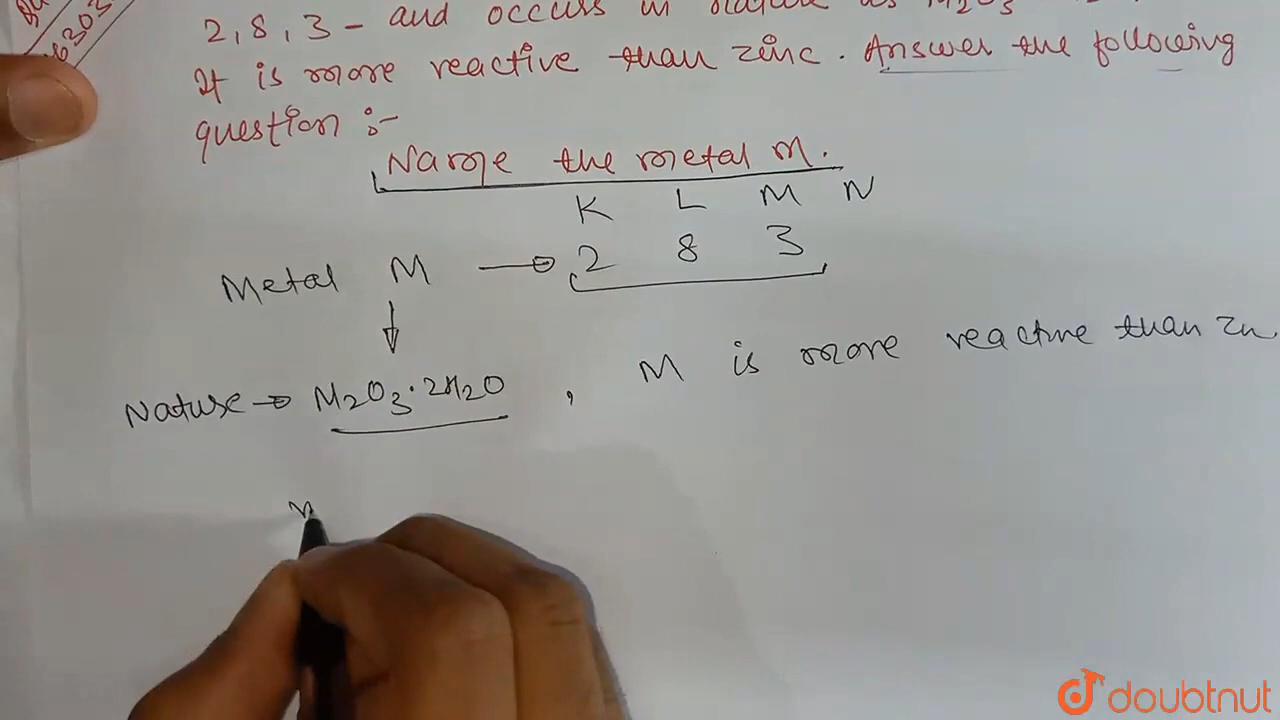 2, 8, 3 - and occurs in nature as M2O3
It is more reactive than zinc. Answer the following
question :-
Name the metal M.
K L M N
Metal M → 2 8 3
Nature → M2O3·2H2O , M is more reactive than Zn
doubtnut